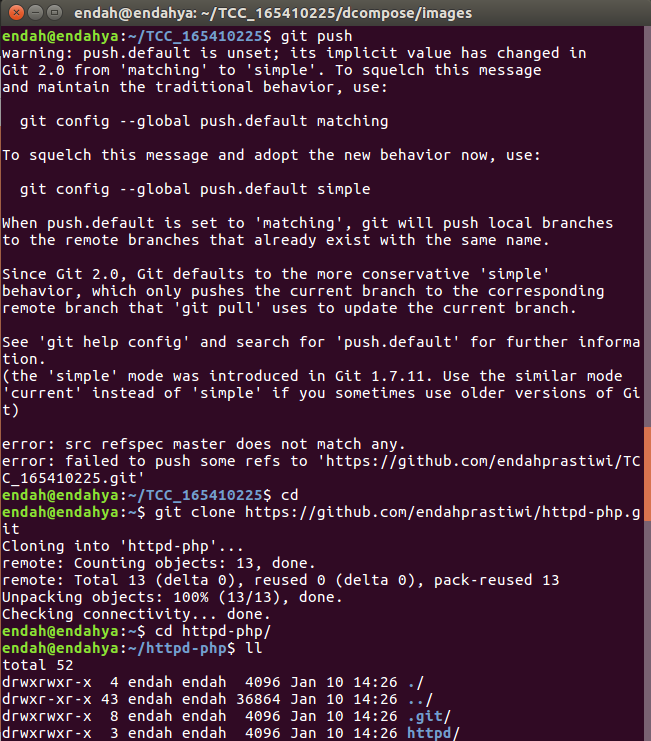 endah@endahya: ~/TCC_165410225/dcompose/images
endah@endahya:~/TCC_165410225$ git push
warning: push.default is unset; its implicit value has changed in
Git 2.0 from 'matching' to 'simple'. To squelch this message
and maintain the traditional behavior, use:
git config --global push.default matching
To squelch this message and adopt the new behavior now, use:
git config --global push.default simple
When push.default is set to 'matching', git will push local branches
to the remote branches that already exist with the same name.
Since Git 2.0, Git defaults to the more conservative 'simple'
behavior, which only pushes the current branch to the corresponding
remote branch that 'git pull' uses to update the current branch.
See 'git help config' and search for 'push.default' for further informa
tion.
(the 'simple' mode was introduced in Git 1.7.11. Use the similar mode
'current' instead of 'simple' if you sometimes use older versions of Gi
t)
error: src refspec master does not match any.
error: failed to push some refs to 'https://github.com/endahprastiwi/TC
C_165410225.git'
endah@endahya:~/TCC_165410225$ cd
endah@endahya:~$ git clone https://github.com/endahprastiwi/httpd-php.g
it
Cloning into 'httpd-php'...
remote: Counting objects: 13, done.
remote: Total 13 (delta 0), reused 0 (delta 0), pack-reused 13
Unpacking objects: 100% (13/13), done.
Checking connectivity... done.
endah@endahya:~$ cd httpd-php/
endah@endahya:~/httpd-php$ ll
total 52
drwxrwxr-x  4 endah endah  4096 Jan 10 14:26 ./
drwxr-xr-x 43 endah endah 36864 Jan 10 14:26 ../
drwxrwxr-x  8 endah endah  4096 Jan 10 14:26 .git/
drwxrwxr-x  3 endah endah  4096 Jan 10 14:26 httpd/